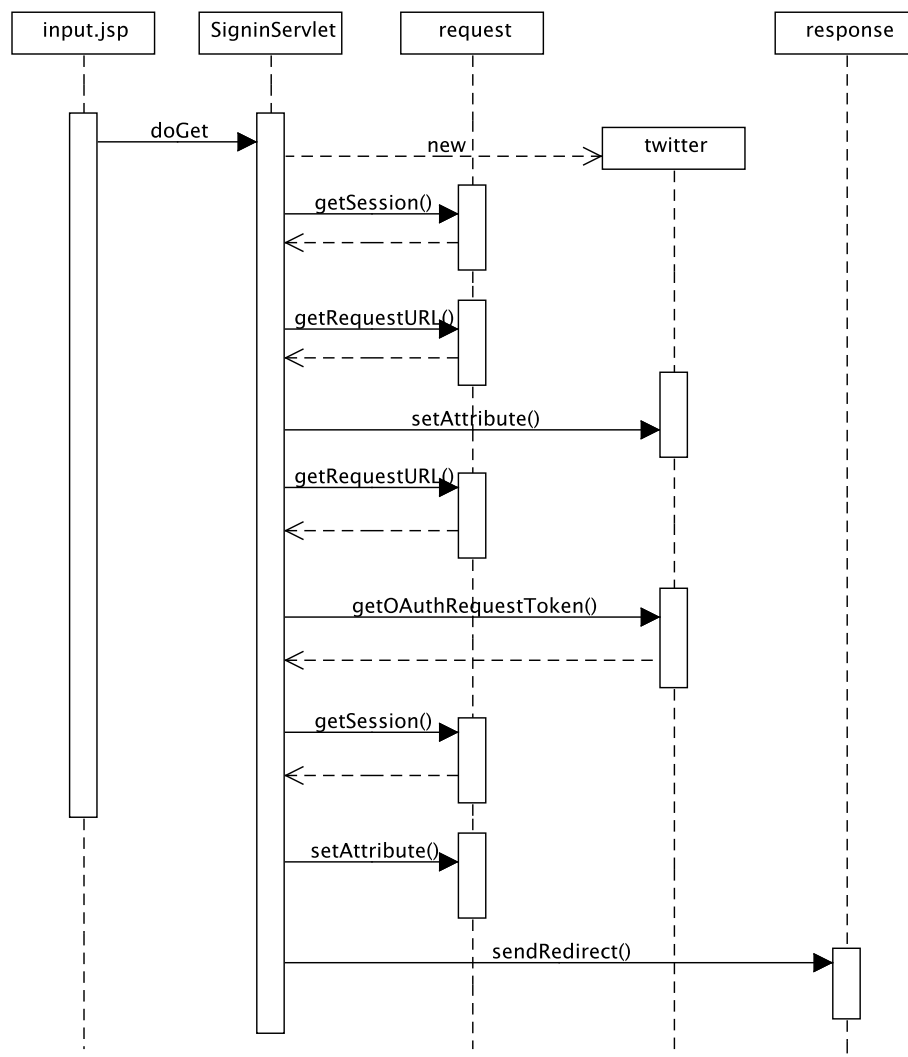 input.jsp
SigninServlet
request
response
doGet
new
twitter
getSession()
getRequestURL()
setAttribute()
getRequestURL()
getOAuthRequestToken()
getSession()
setAttribute()
sendRedirect()